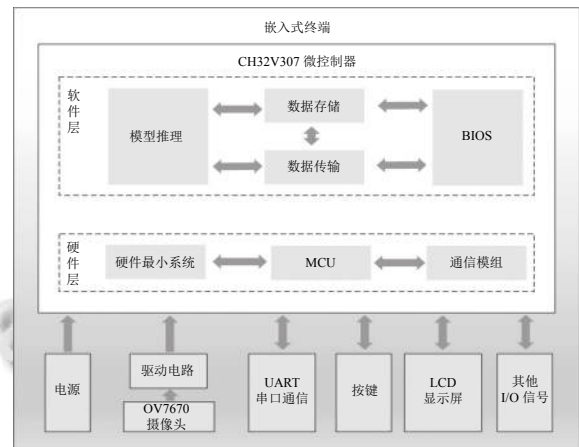 嵌入式终端
CH32V307 微控制器
软件层
模型推理
数据存储
数据传输
BIOS
硬件层
硬件最小系统
MCU
通信模组
电源
驱动电路
OV7670
摄像头
UART
串口通信
按键
LCD
显示屏
其他
I/O 信号